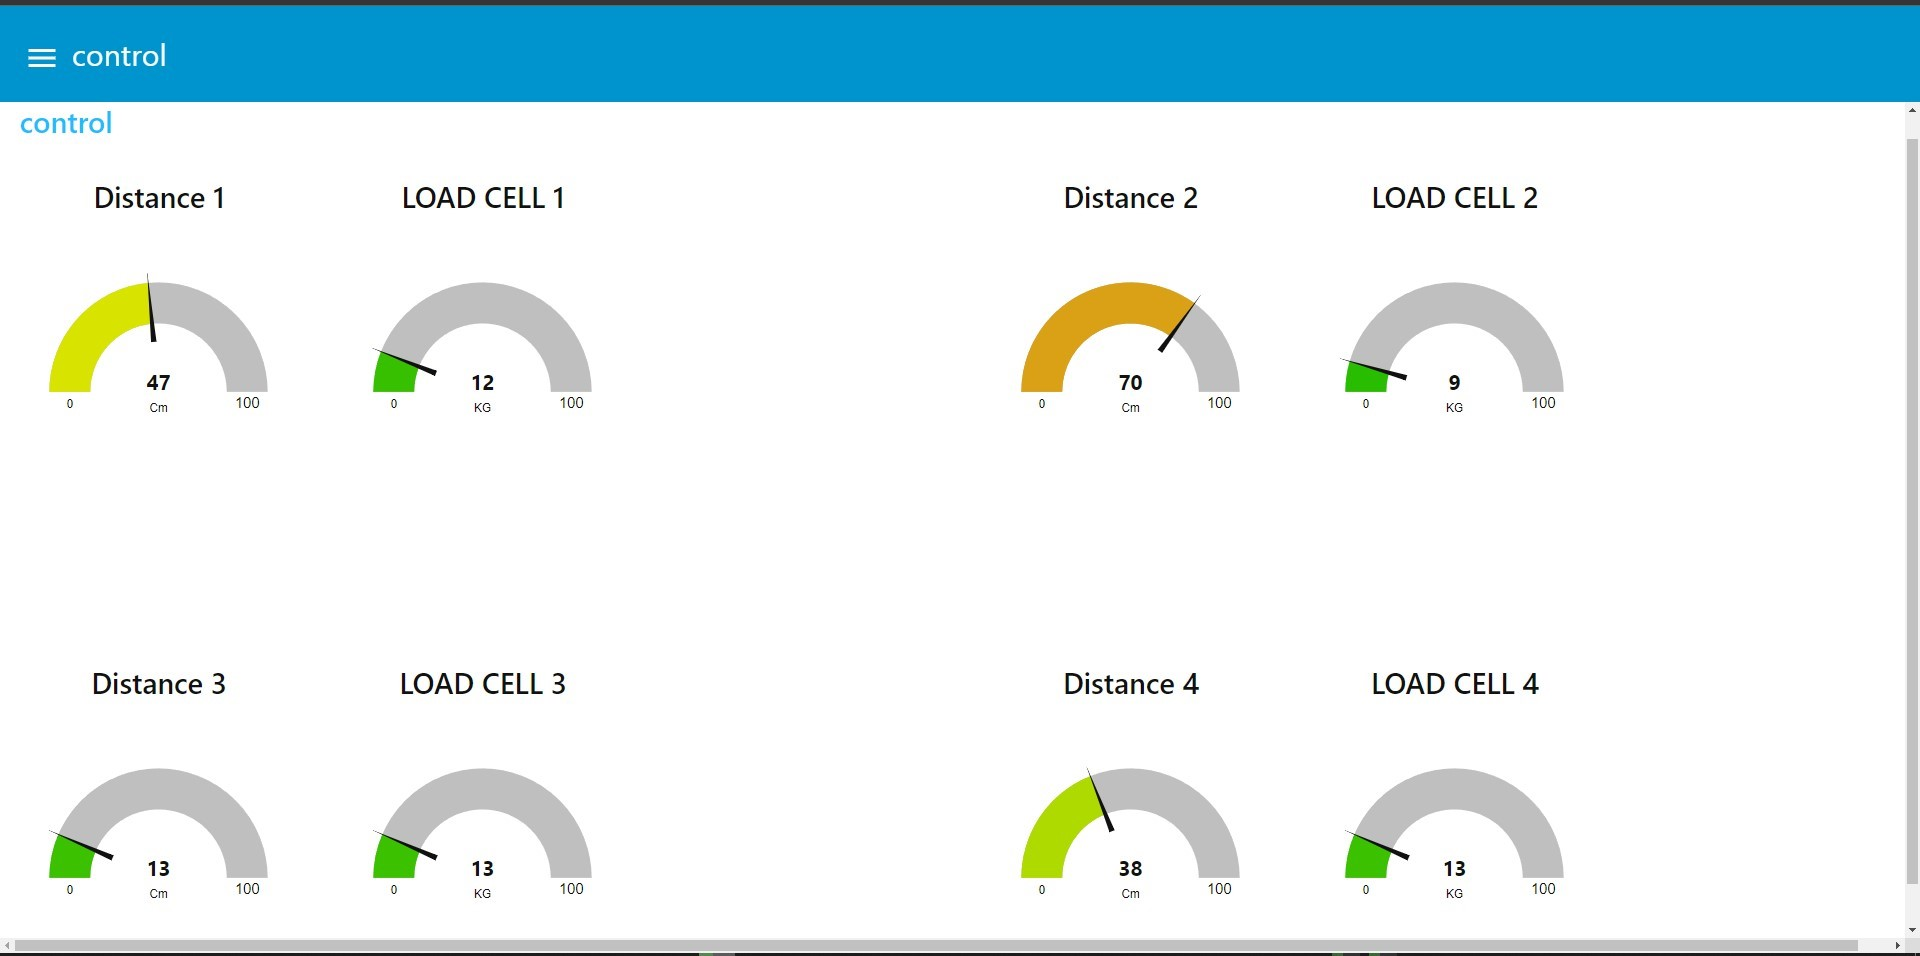 control
control
Distance 1
LOAD CELL 1
Distance 2
LOAD CELL 2
47
0 Cm 100
12
0 KG 100
70
0 Cm 100
9
0 KG 100
Distance 3
LOAD CELL 3
Distance 4
LOAD CELL 4
13
0 Cm 100
13
0 KG 100
38
0 Cm 100
13
0 KG 100